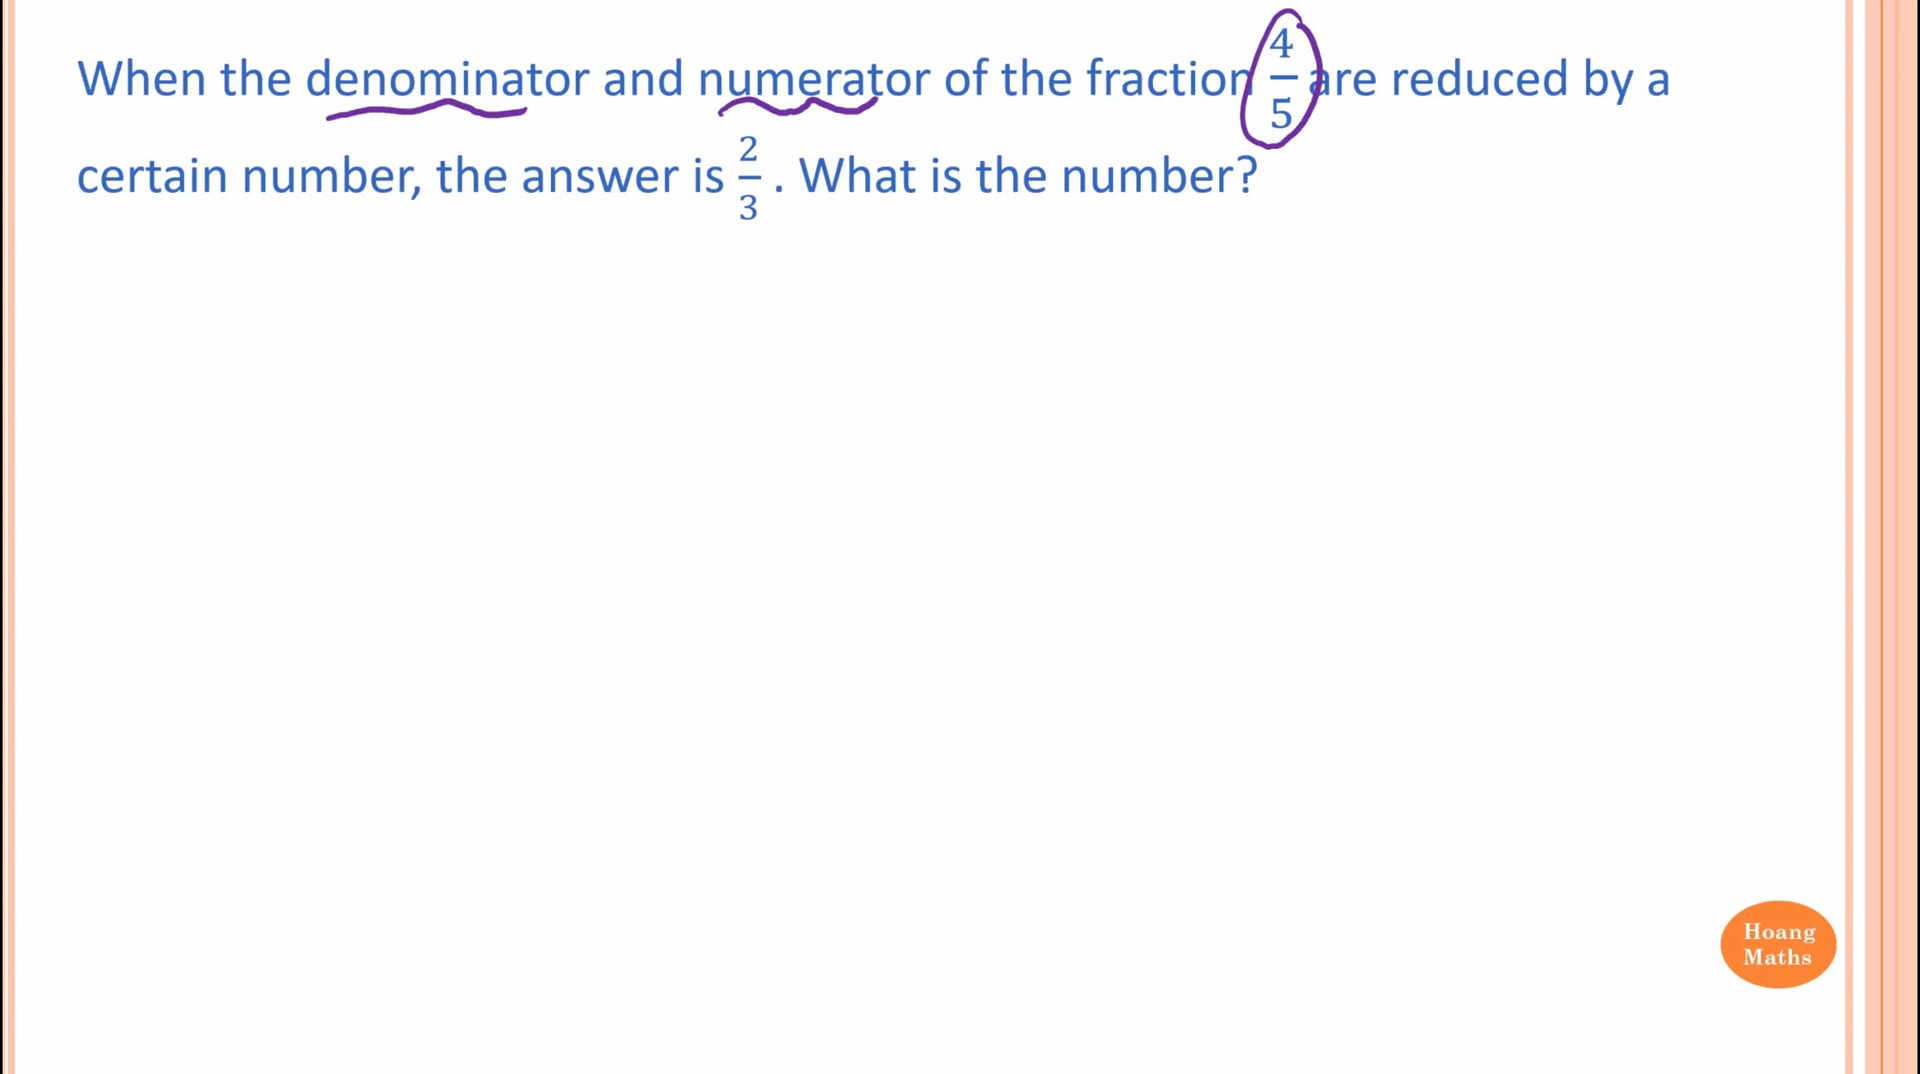 When the denominator and numerator of the fraction 4/5 are reduced by a
certain number, the answer is 2/3 . What is the number?
Hoang
Maths